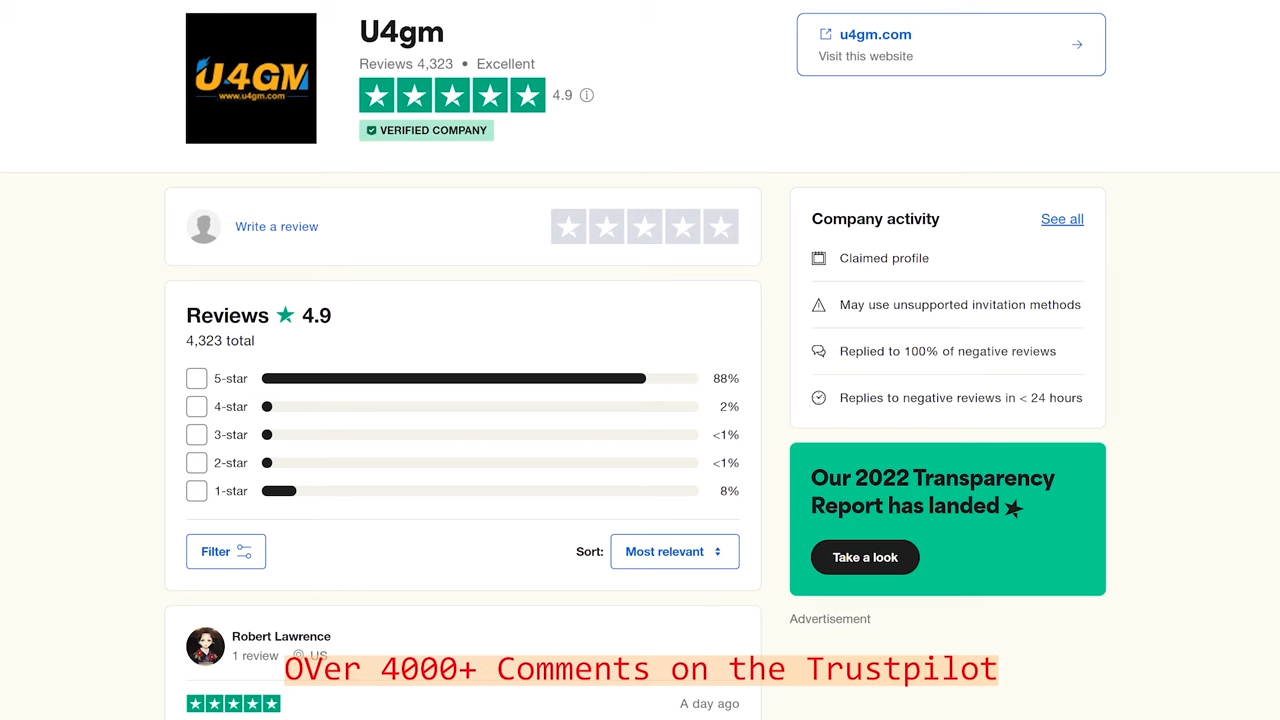 U4GM
www.u4gm.com
U4gm
Reviews 4,323 • Excellent
4.9
VERIFIED COMPANY
u4gm.com
Visit this website
Write a review
Reviews ★ 4.9
4,323 total
5-star 88%
4-star 2%
3-star <1%
2-star <1%
1-star 8%
Filter
Sort: Most relevant
Robert Lawrence
1 review US
A day ago
Company activity See all
Claimed profile
May use unsupported invitation methods
Replied to 100% of negative reviews
Replies to negative reviews in < 24 hours
Our 2022 Transparency
Report has landed
Take a look
Advertisement
OVer 4000+ Comments on the Trustpilot